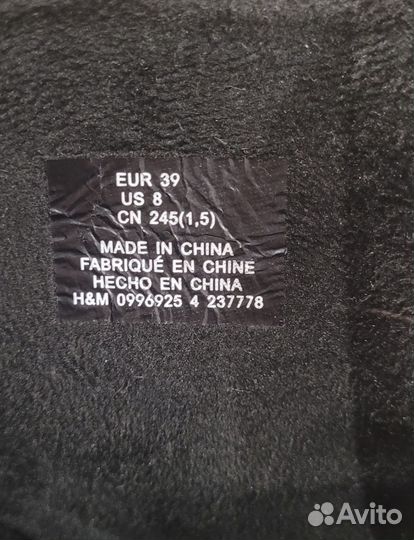 EUR 39
US 8
CN 245(1,5)
MADE IN CHINA
FABRIQUÉ EN CHINE
HECHO EN CHINA
H&M 0996925 4 237778
Avito